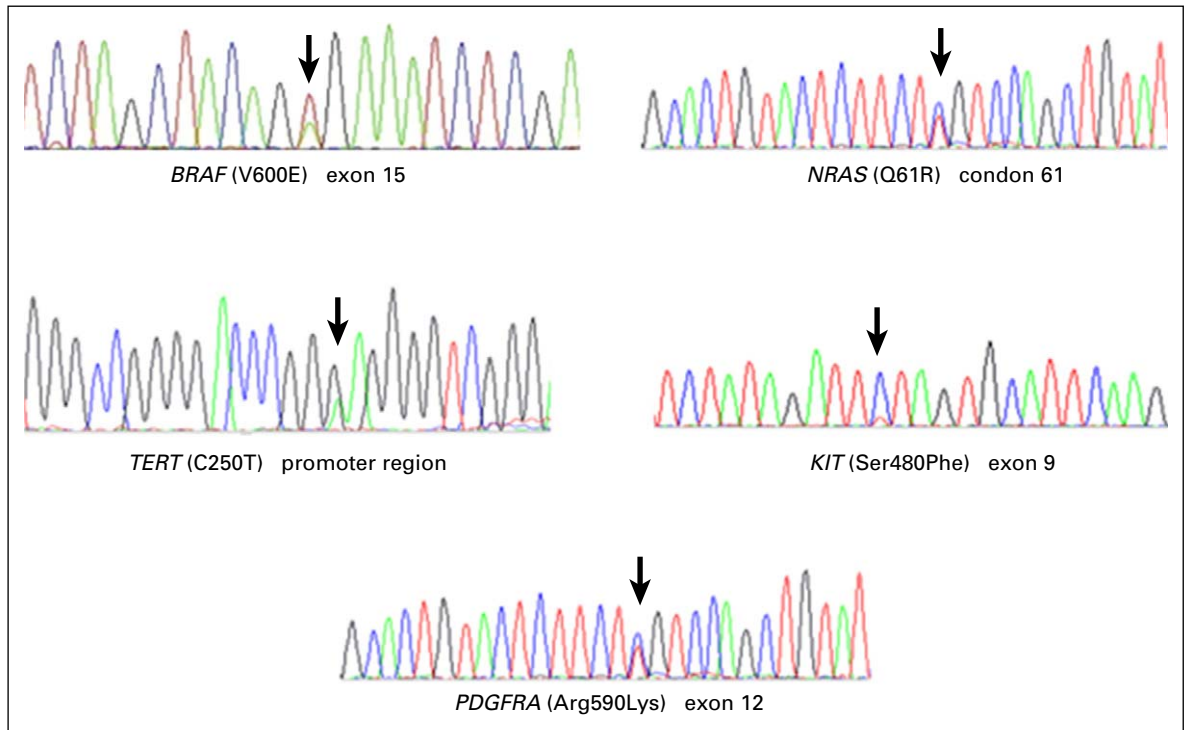 BRAF (V600E) exon 15
NRAS (Q61R) condon 61
TERT (C250T) promoter region
KIT (Ser480Phe) exon 9
PDGFRA (Arg590Lys) exon 12